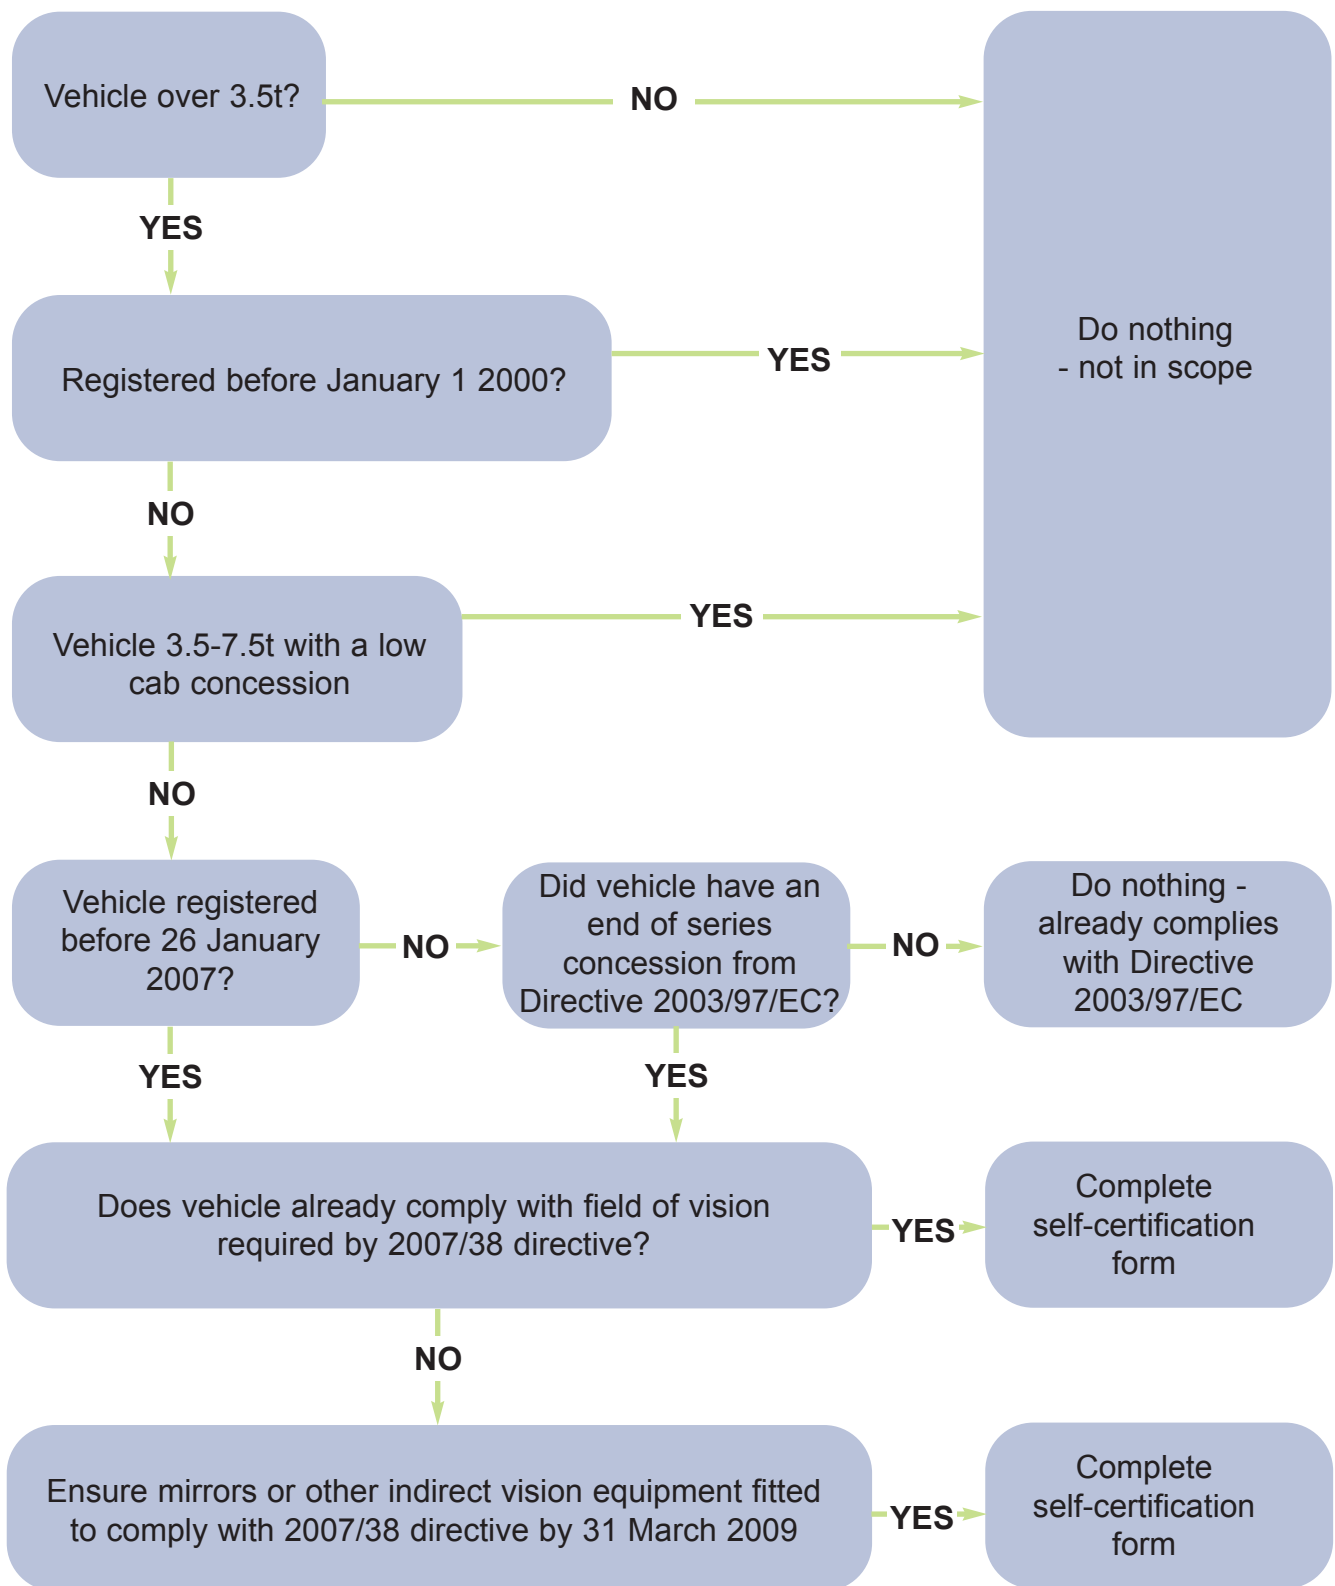 Vehicle over 3.5t?
NO
YES
Registered before January 1 2000?
YES
Do nothing
- not in scope
NO
Vehicle 3.5-7.5t with a low
cab concession
YES
NO
Vehicle registered
before 26 January
2007?
NO
Did vehicle have an
end of series
concession from
Directive 2003/97/EC?
NO
Do nothing -
already complies
with Directive
2003/97/EC
YES
YES
Does vehicle already comply with field of vision
required by 2007/38 directive?
YES
Complete
self-certification
form
NO
Ensure mirrors or other indirect vision equipment fitted
to comply with 2007/38 directive by 31 March 2009
YES
Complete
self-certification
form